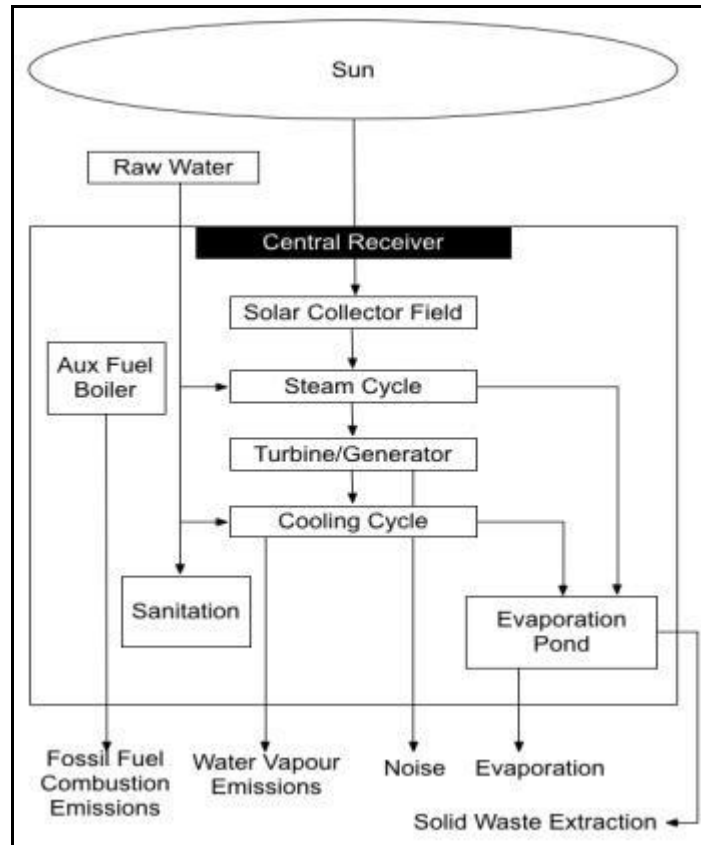 Sun
Raw Water
Central Receiver
Solar Collector Field
Aux Fuel
Boiler
Steam Cycle
Turbine/Generator
Cooling Cycle
Sanitation
Evaporation
Pond
Fossil Fuel
Combustion
Emissions
Water Vapour
Emissions
Noise
Evaporation
Solid Waste Extraction